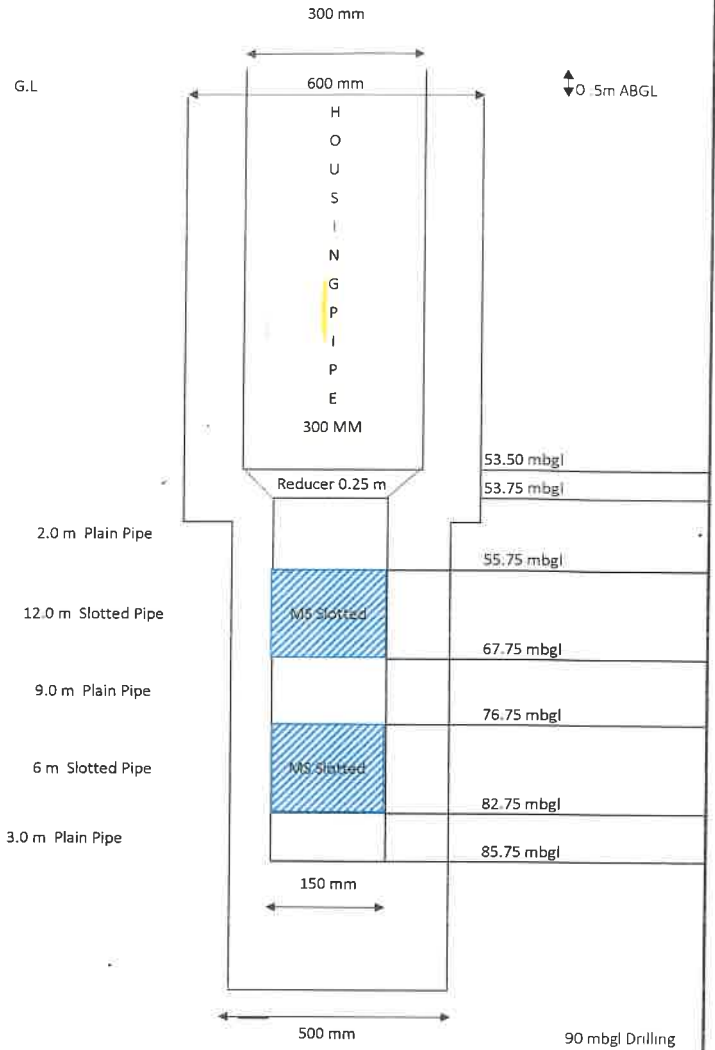 300 mm
G.L
600 mm
0.5m ABGL
H
O
U
S
I
N
G
P
I
P
E
300 MM
53.50 mbgl
Reducer 0.25 m
53.75 mbgl
2.0 m Plain Pipe
55.75 mbgl
12.0 m Slotted Pipe
MS Slotted
67.75 mbgl
9.0 m Plain Pipe
76.75 mbgl
6 m Slotted Pipe
MS Slotted
82.75 mbgl
3.0 m Plain Pipe
85.75 mbgl
150 mm
500 mm
90 mbgl Drilling